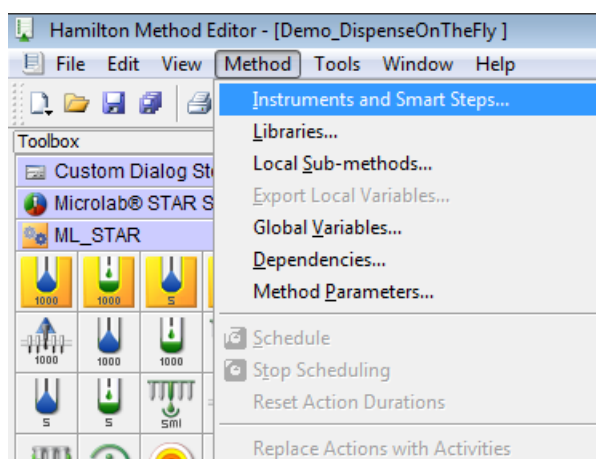 Hamilton Method Editor - [Demo_DispenseOnTheFly ]
File Edit View Method Tools Window Help
Instruments and Smart Steps...
Libraries...
Local Sub-methods...
Export Local Variables...
Global Variables...
Dependencies...
Method Parameters...
Schedule
Stop Scheduling
Reset Action Durations
Replace Actions with Activities
Toolbox
Custom Dialog St
Microlab® STAR S
ML_STAR
1000 1000 S
1000 1000 1000
S S SMI